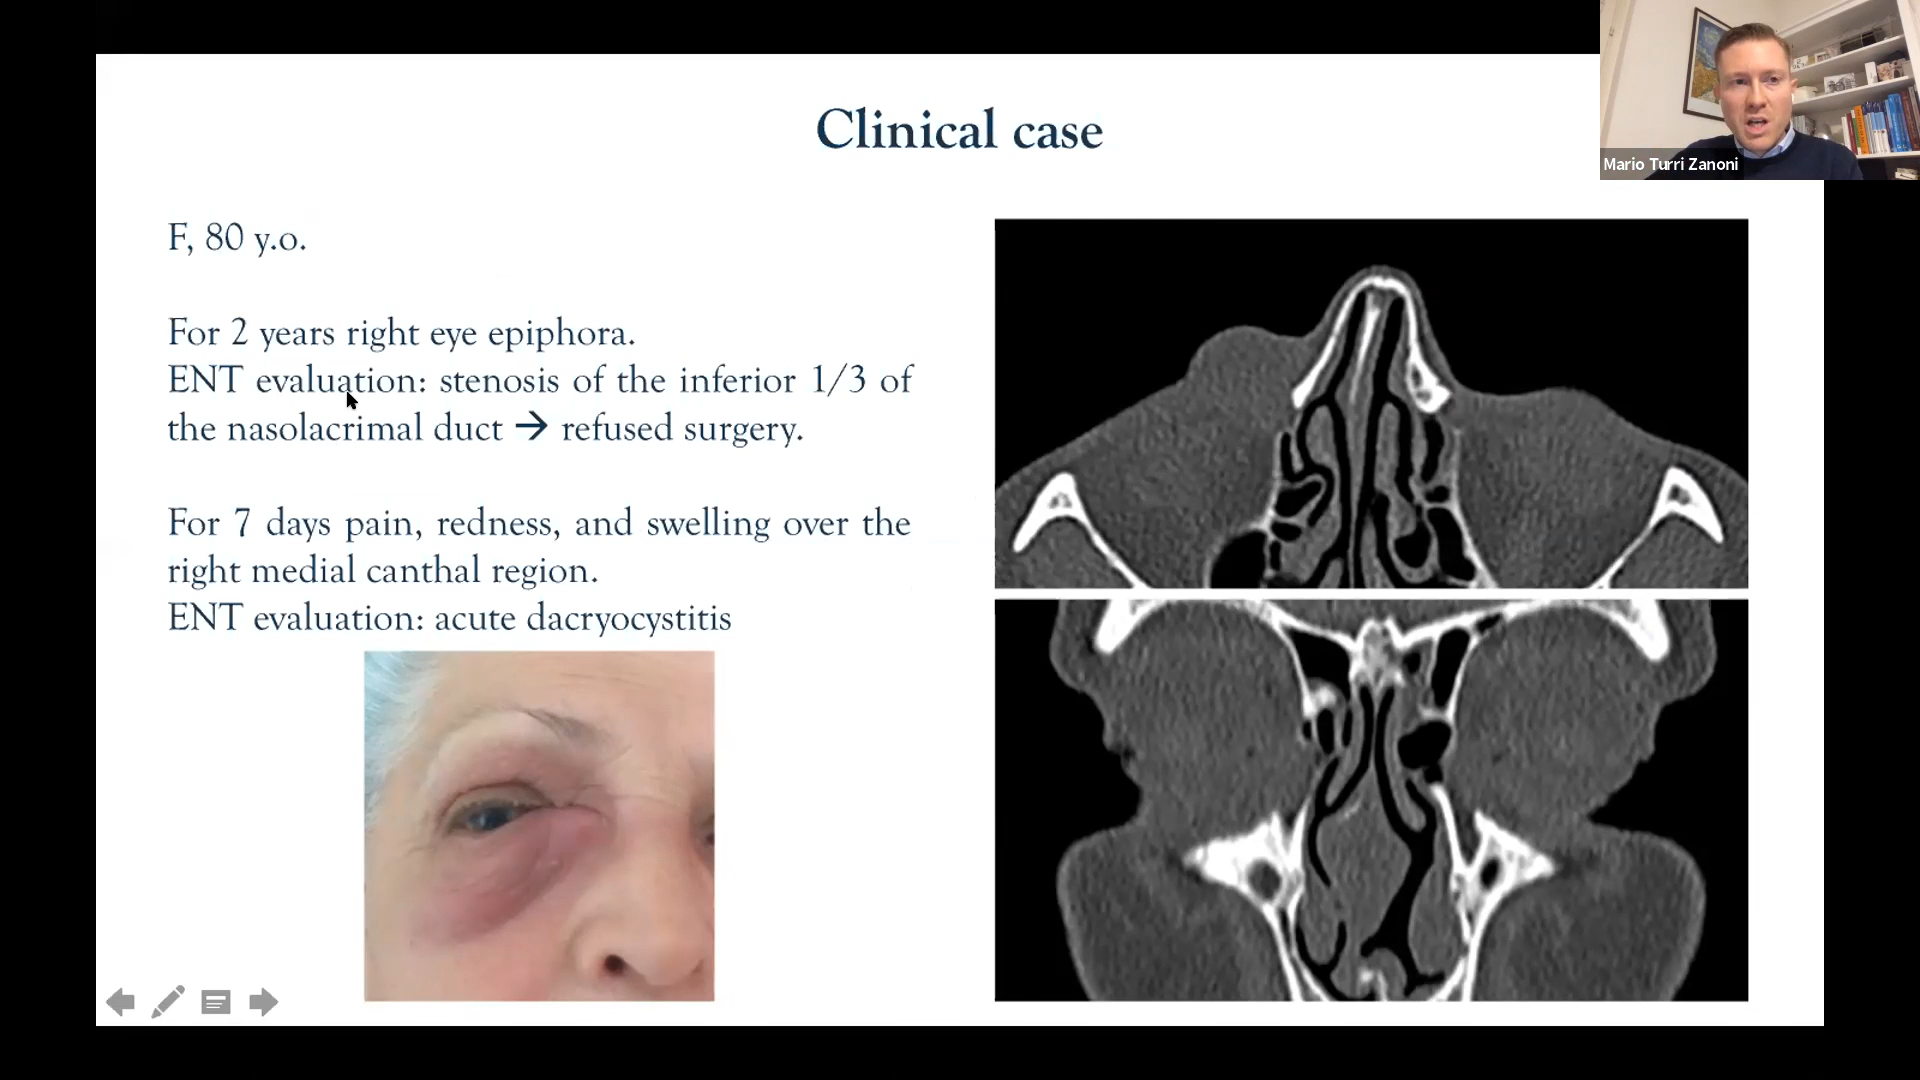 Clinical case
Mario Turri Zanoni
F, 80 y.o.
For 2 years right eye epiphora.
ENT evaluation: stenosis of the inferior 1/3 of
the nasolacrimal duct → refused surgery.
For 7 days pain, redness, and swelling over the
right medial canthal region.
ENT evaluation: acute dacryocystitis